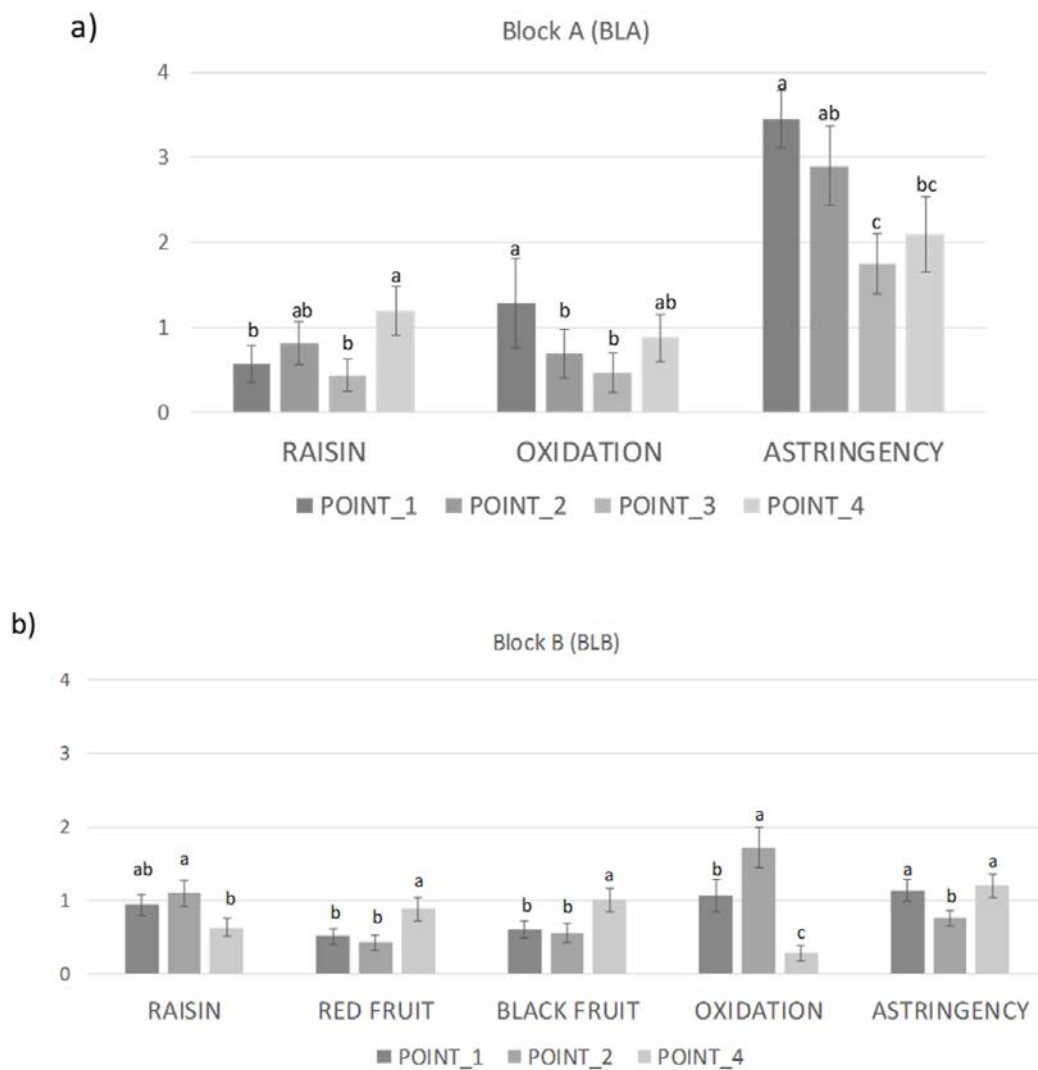 a)
Block A (BLA)
4
3
2
1
0
b ab b a
a b b ab
a ab c bc
RAISIN OXIDATION ASTRINGENCY
POINT_1 POINT_2 POINT_3 POINT_4
b)
Block B (BLB)
4
3
2
1
0
ab a b
b b a
b b a
b a c
a b a
RAISIN RED FRUIT BLACK FRUIT OXIDATION ASTRINGENCY
POINT_1 POINT_2 POINT_4